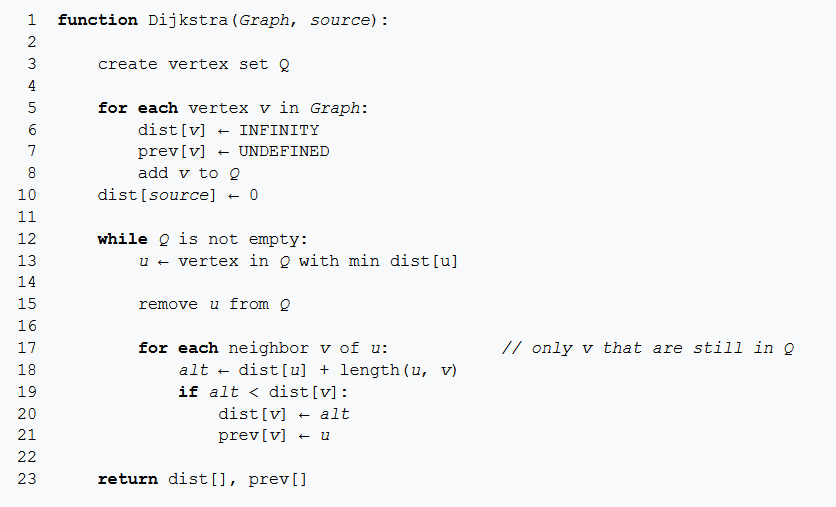 1 function Dijkstra(Graph, source):
2
3 create vertex set Q
4
5 for each vertex v in Graph:
6 dist[v] ← INFINITY
7 prev[v] ← UNDEFINED
8 add v to Q
10 dist[source] ← 0
11
12 while Q is not empty:
13 u ← vertex in Q with min dist[u]
14
15 remove u from Q
16
17 for each neighbor v of u: // only v that are still in Q
18 alt ← dist[u] + length(u, v)
19 if alt < dist[v]:
20 dist[v] ← alt
21 prev[v] ← u
22
23 return dist[], prev[]